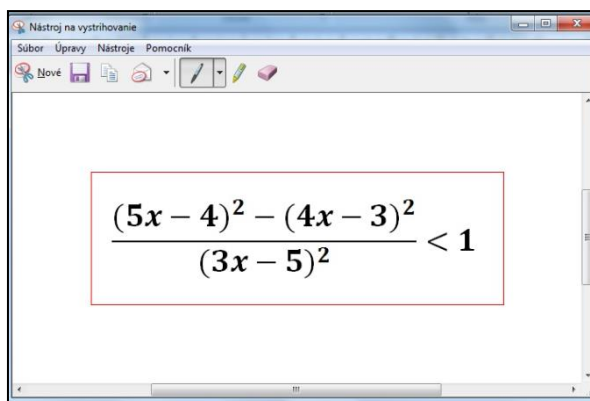 Nástroj na vystrihovanie
Súbor Úpravy Nástroje Pomocník
Nové
(5x − 4)² − (4x − 3)²
(3x − 5)²
< 1